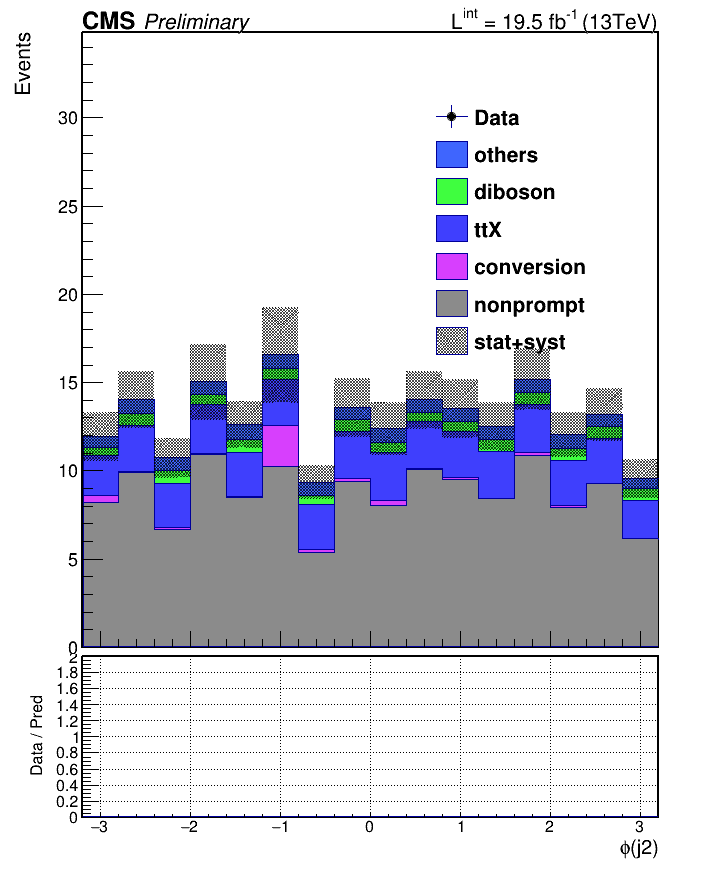 CMS Preliminary
L^int = 19.5 fb^-1 (13TeV)
Events
30
25
20
15
10
5
0
Data
others
diboson
ttX
conversion
nonprompt
stat+syst
Data / Pred
2
1.8
1.6
1.4
1.2
1
0.8
0.6
0.4
0.2
0
−3 −2 −1 0 1 2 3
ϕ(j2)